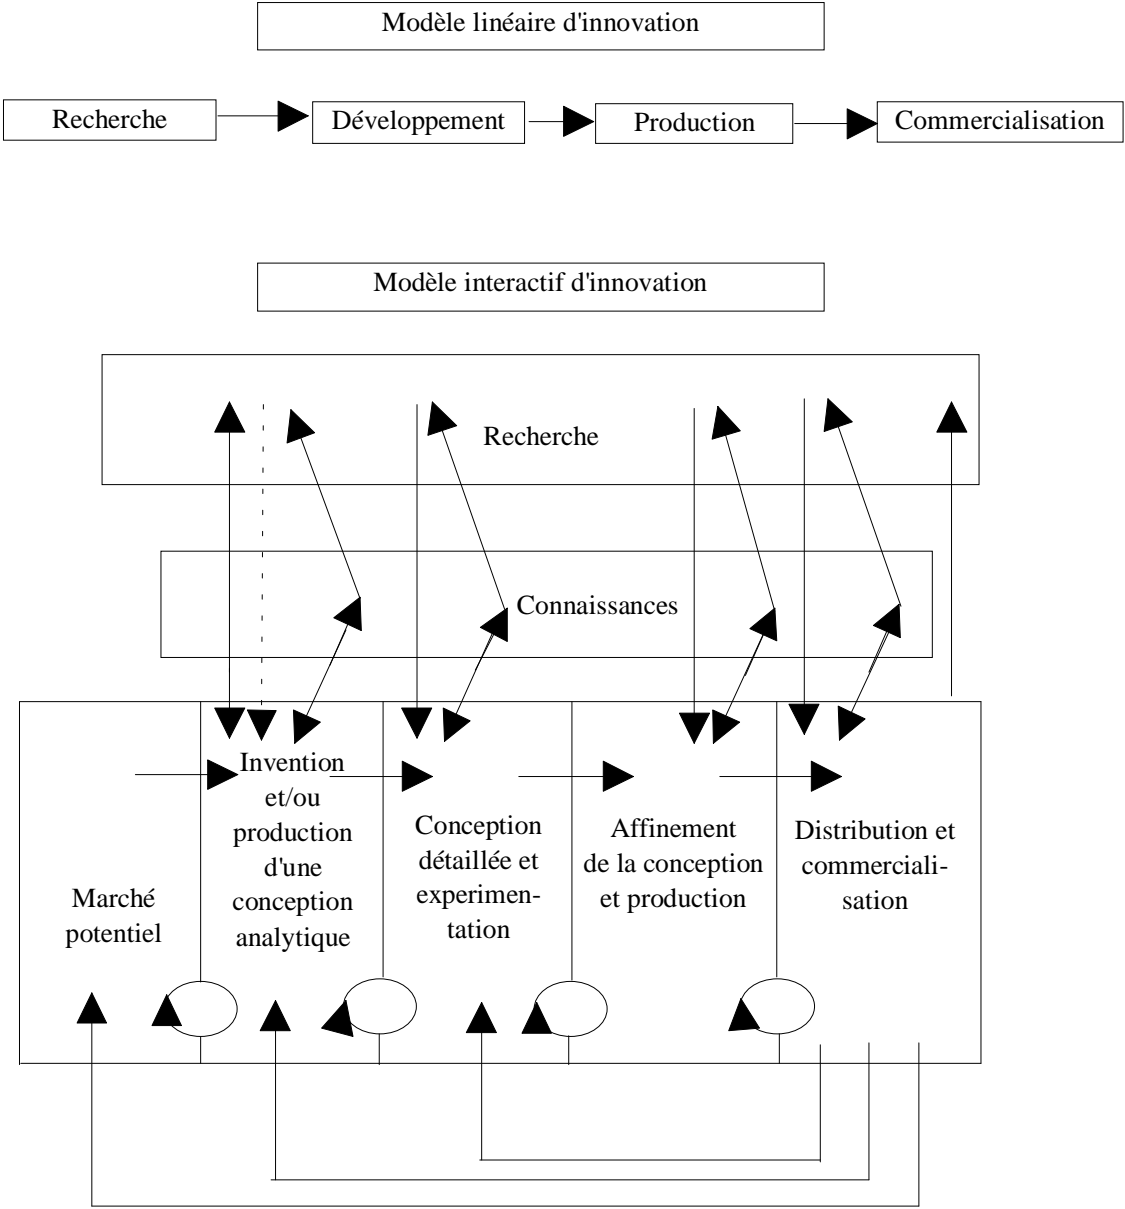 Modèle linéaire d'innovation
Recherche
Développement
Production
Commercialisation
Modèle interactif d'innovation
Recherche
Connaissances
Marché
potentiel
Invention
et/ou
production
d'une
conception
analytique
Conception
détaillée et
experimen-
tation
Affinement
de la conception
et production
Distribution et
commerciali-
sation